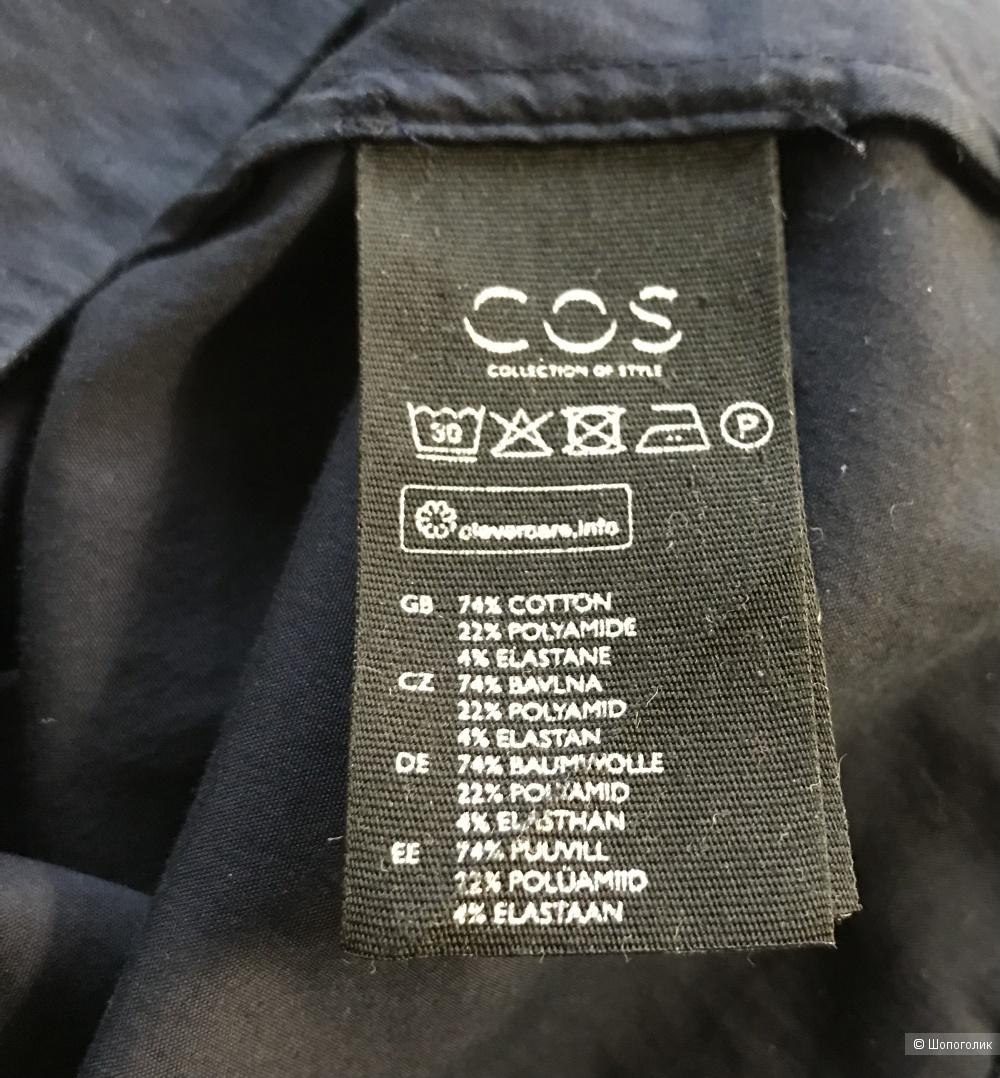 COS
COLLECTION OF STYLE
30 P
clevercare.info
GB 74% COTTON
22% POLYAMIDE
4% ELASTANE
CZ 74% BAVLNA
22% POLYAMID
4% ELASTAN
DE 74% BAUMWOLLE
22% POLYAMID
4% ELASTHAN
EE 74% PUUVILL
22% POLÜAMIID
4% ELASTAAN
© Шопоголик